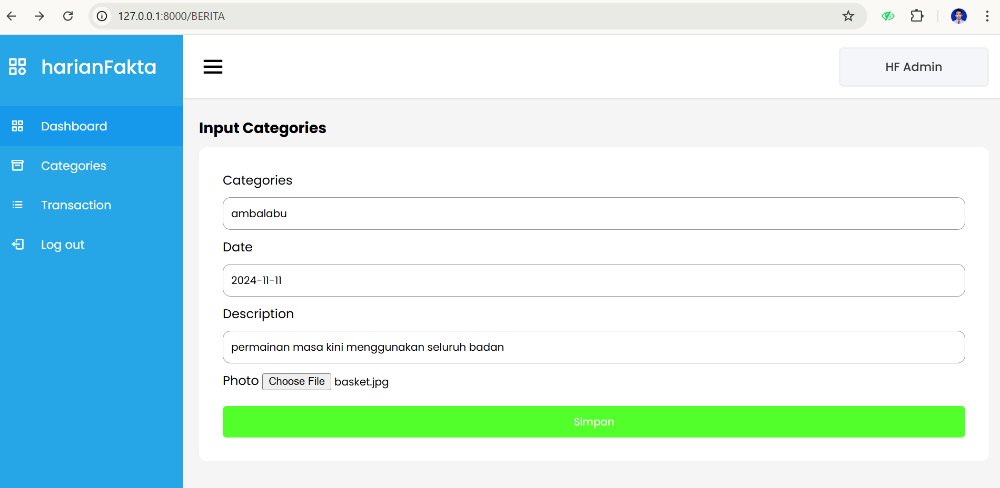 127.0.0.1:8000/BERITA
harianFakta
HF Admin
Dashboard
Categories
Transaction
Log out
Input Categories
Categories
ambalabu
Date
2024-11-11
Description
permainan masa kini menggunakan seluruh badan
Photo Choose File basket.jpg
Simpan